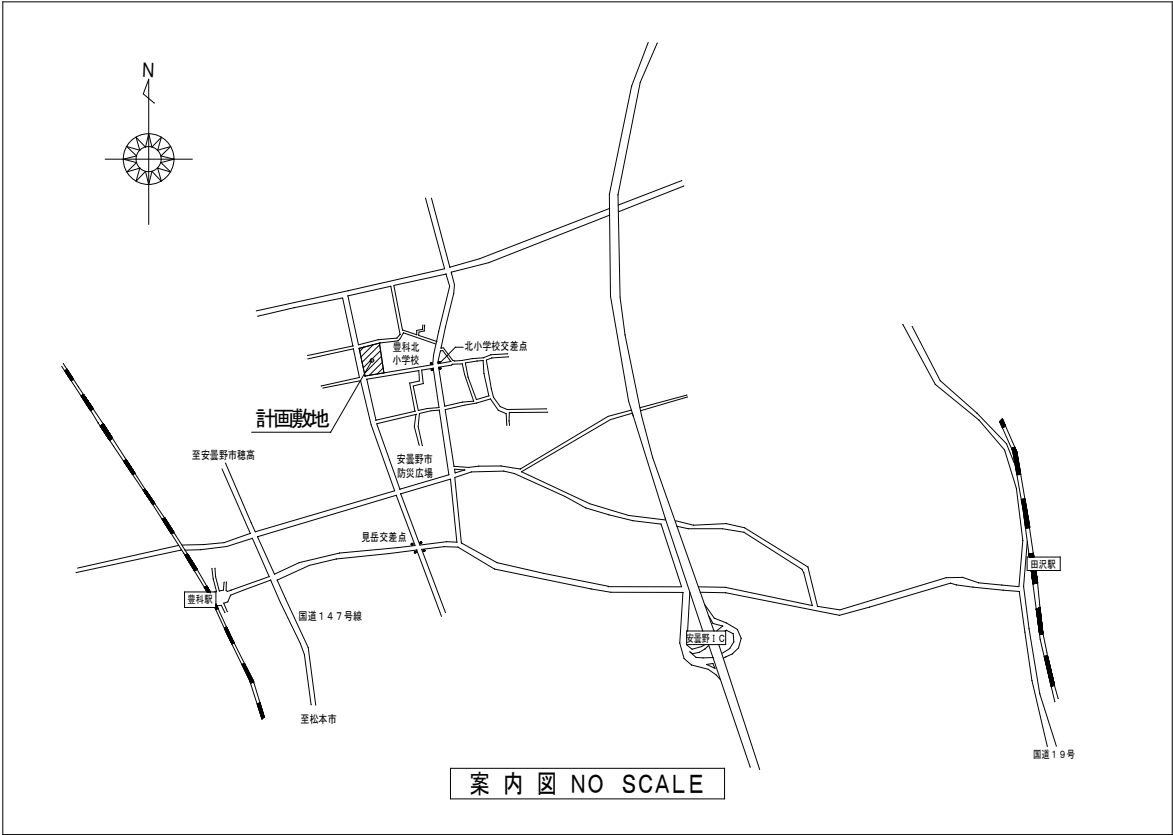 N
豊科北
小学校
北小学校交差点
計画敷地
至安曇野市穂高
安曇野市
防災広場
見岳交差点
田沢駅
豊科駅
国道147号線
安曇野IC
至松本市
国道19号
案内図 NO SCALE